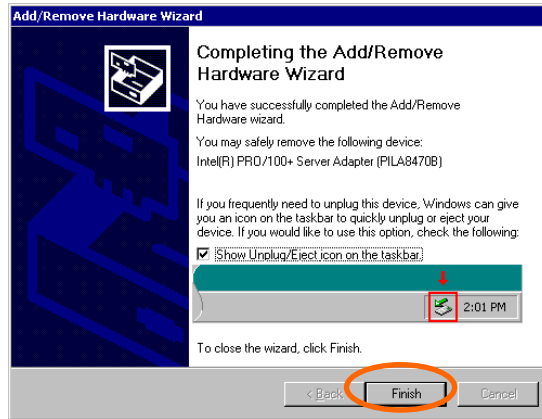 Add/Remove Hardware Wizard
Completing the Add/Remove
Hardware Wizard
You have successfully completed the Add/Remove
Hardware wizard.
You may safely remove the following device:
Intel(R) PRO/100+ Server Adapter (PILA8470B)
If you frequently need to unplug this device, Windows can give
you an icon on the taskbar to quickly unplug or eject your
device. If you would like to use this option, check the following:
Show Unplug/Eject icon on the taskbar.
2:01 PM
To close the wizard, click Finish.
< Back
Finish
Cancel